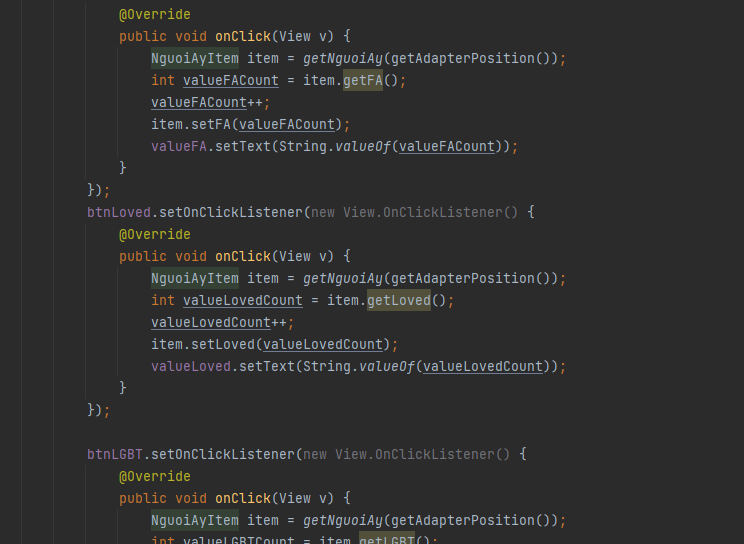 @Override
public void onClick(View v) {
NguoiAyItem item = getNguoiAy(getAdapterPosition());
int valueFACount = item.getFA();
valueFACount++;
item.setFA(valueFACount);
valueFA.setText(String.valueOf(valueFACount));
}
});
btnLoved.setOnClickListener(new View.OnClickListener() {
@Override
public void onClick(View v) {
NguoiAyItem item = getNguoiAy(getAdapterPosition());
int valueLovedCount = item.getLoved();
valueLovedCount++;
item.setLoved(valueLovedCount);
valueLoved.setText(String.valueOf(valueLovedCount));
}
});
btnLGBT.setOnClickListener(new View.OnClickListener() {
@Override
public void onClick(View v) {
NguoiAyItem item = getNguoiAy(getAdapterPosition());
int valueLGBTCount = item.getLGBT();